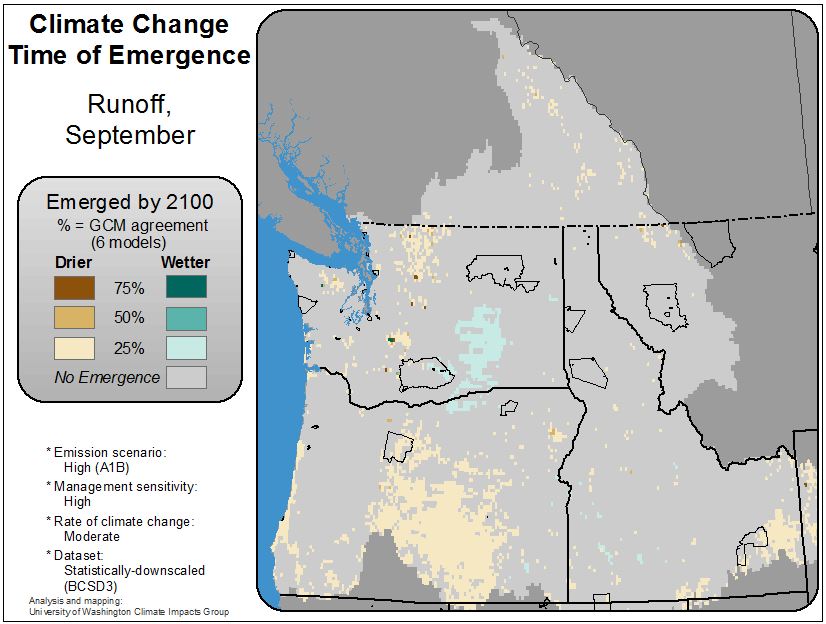 Climate Change
Time of Emergence
Runoff,
September
Emerged by 2100
% = GCM agreement
(6 models)
Drier Wetter
75%
50%
25%
No Emergence
* Emission scenario:
High (A1B)
* Management sensitivity:
High
* Rate of climate change:
Moderate
* Dataset:
Statistically-downscaled
(BCSD3)
Analysis and mapping:
University of Washington Climate Impacts Group